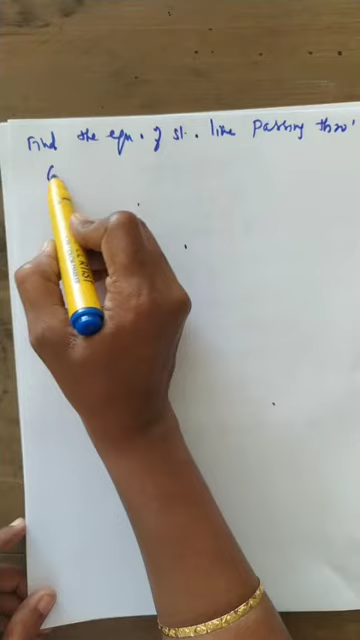 Find the eqn. of st. line passing thro'
(